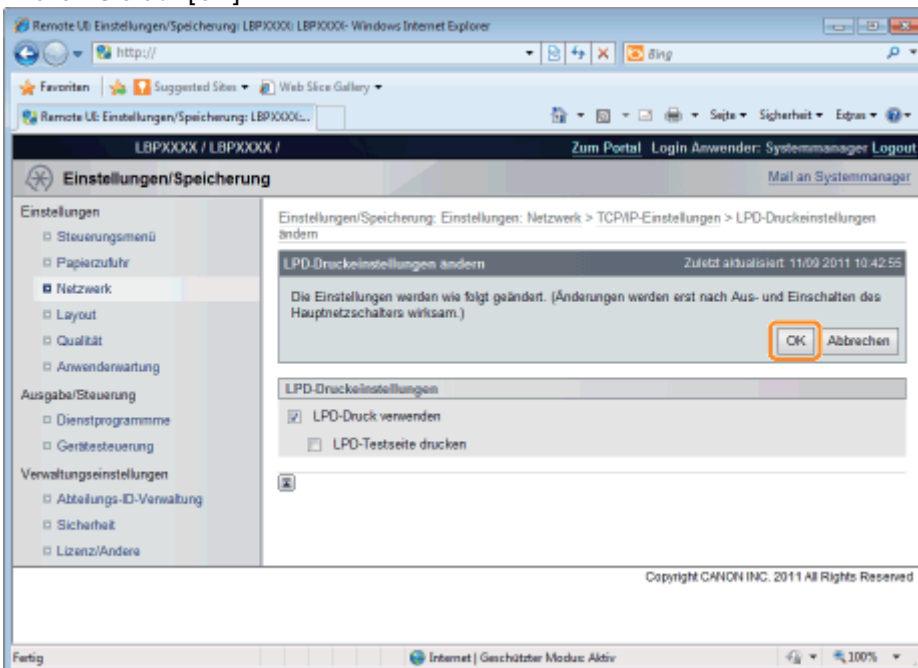 Remote UI: Einstellungen/Speicherung: LBPXXXX: LBPXXXX- Windows Internet Explorer
http://
Bing
Favoriten
Suggested Sites
Web Slice Gallery
Remote UI: Einstellungen/Speicherung: LBPXXXX:...
Seite
Sicherheit
Extras
LBPXXXX / LBPXXXX /
Zum Portal Login Anwender: Systemmanager Logout
Einstellungen/Speicherung
Mail an Systemmanager
Einstellungen
Steuerungsmenü
Papierzufuhr
Netzwerk
Layout
Qualität
Anwenderwartung
Ausgabe/Steuerung
Dienstprogrammme
Gerätesteuerung
Verwaltungseinstellungen
Abteilungs-ID-Verwaltung
Sicherheit
Lizenz/Andere
Einstellungen/Speicherung: Einstellungen: Netzwerk > TCP/IP-Einstellungen > LPD-Druckeinstellungen
ändern
LPD-Druckeinstellungen ändern
Zuletzt aktualisiert: 11/09 2011 10:42:55
Die Einstellungen werden wie folgt geändert. (Änderungen werden erst nach Aus- und Einschalten des
Hauptnetzschalters wirksam.)
OK
Abbrechen
LPD-Druckeinstellungen
LPD-Druck verwenden
LPD-Testseite drucken
Copyright CANON INC. 2011 All Rights Reserved
Fertig
Internet | Geschützter Modus: Aktiv
100%